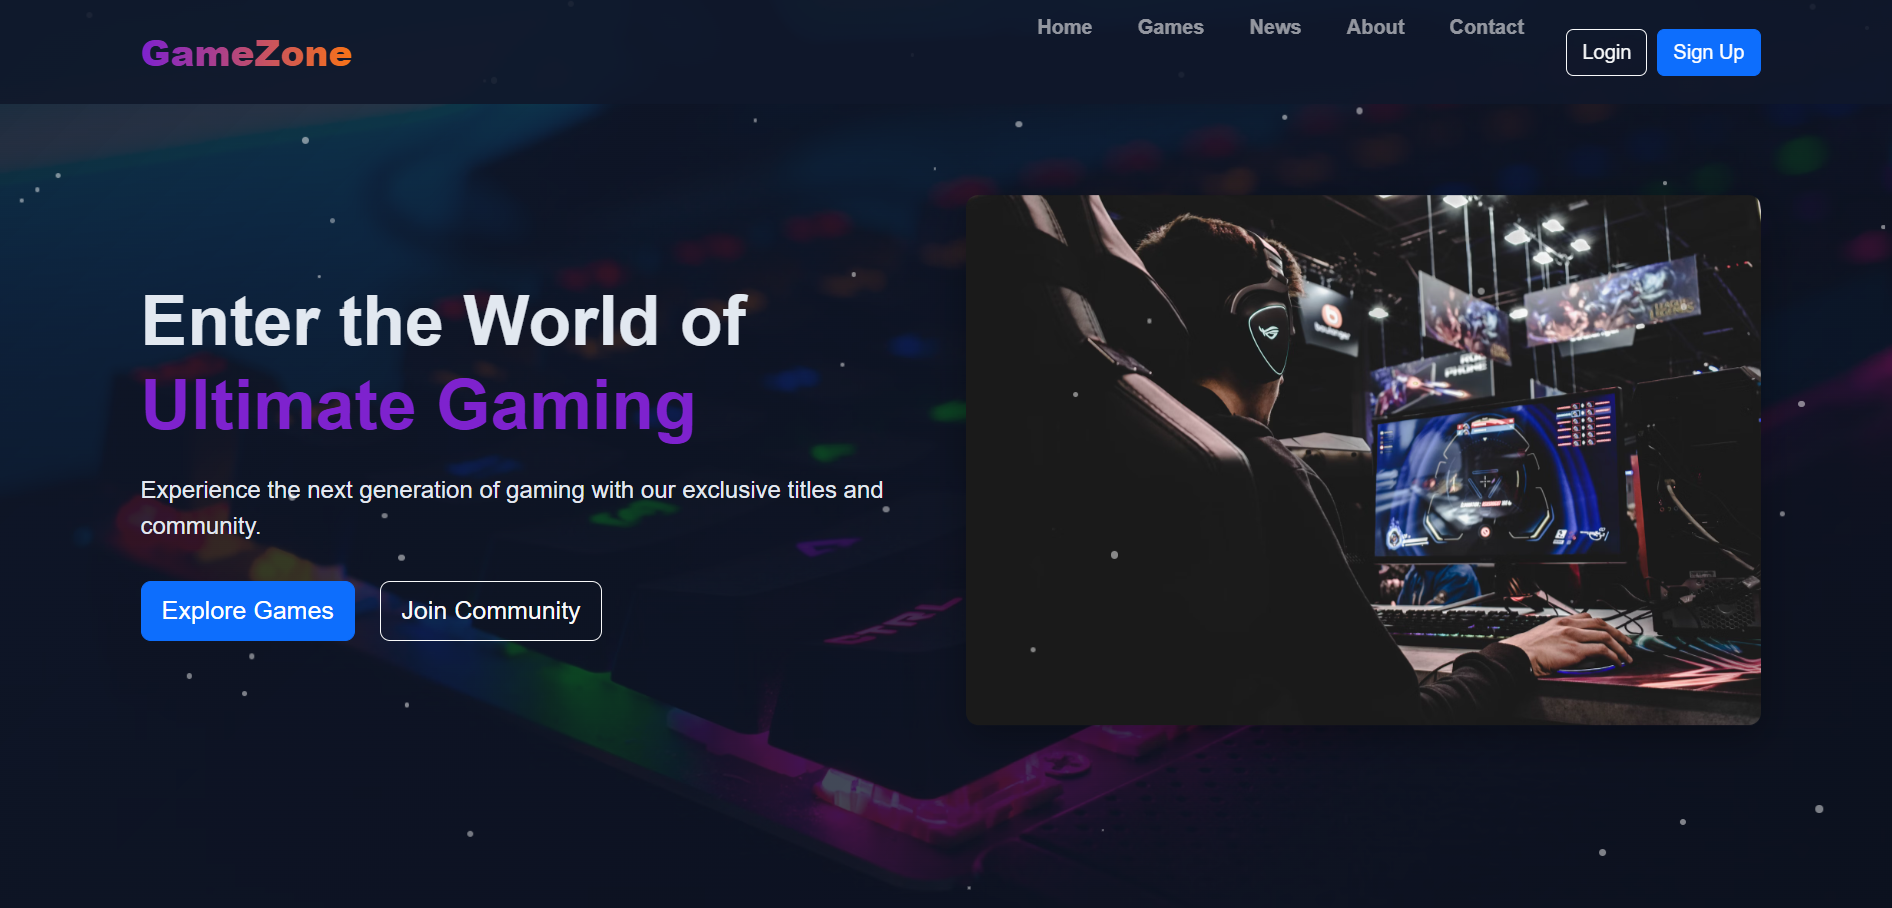 GameZone
Home Games News About Contact
Login Sign Up
Enter the World of
Ultimate Gaming
Experience the next generation of gaming with our exclusive titles and
community.
Explore Games Join Community
CTRL